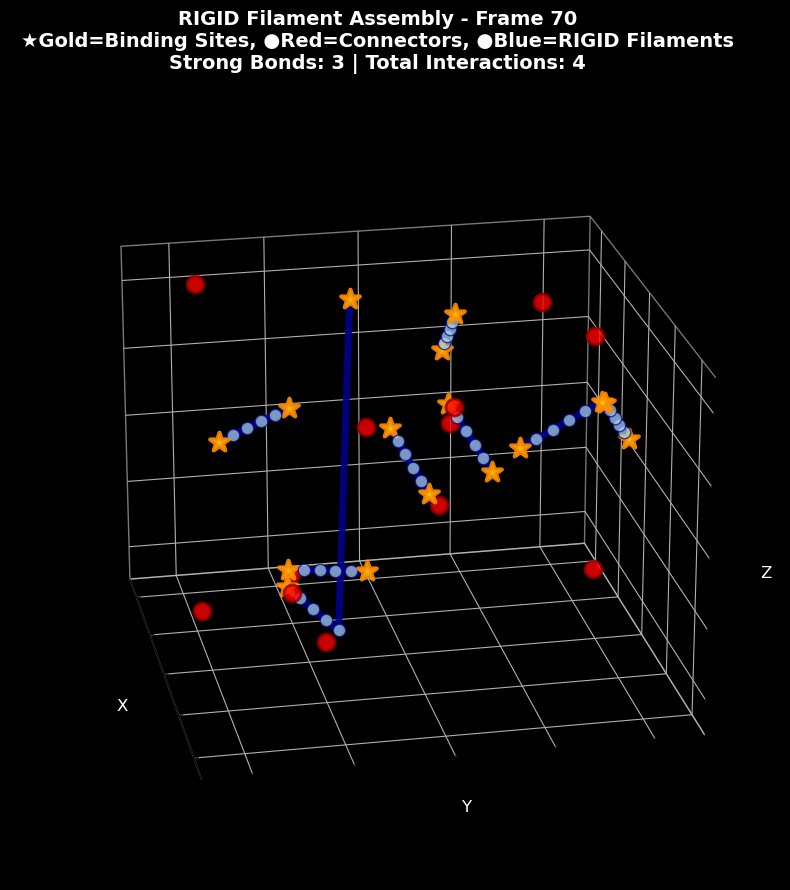 RIGID Filament Assembly - Frame 70
★Gold=Binding Sites, ●Red=Connectors, ●Blue=RIGID Filaments
Strong Bonds: 3 | Total Interactions: 4
Z
X
Y